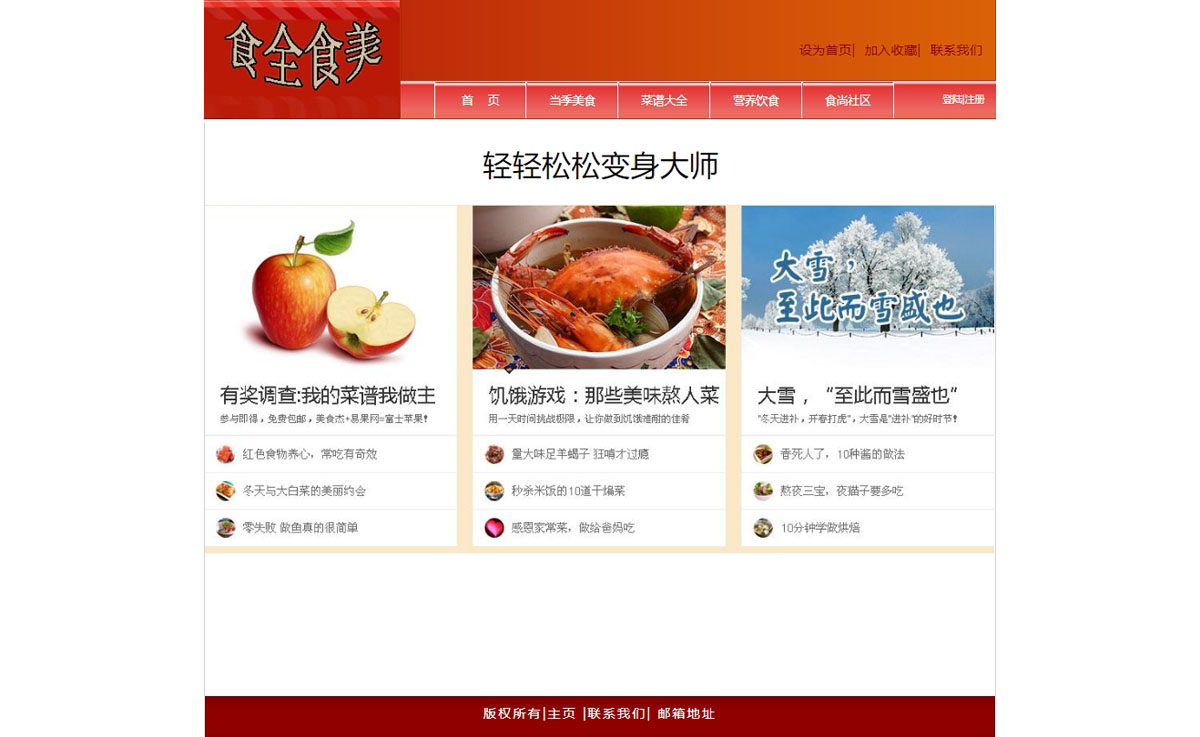 食全食美
设为首页| 加入收藏| 联系我们
首 页 当季美食 菜谱大全 营养饮食 食尚社区 登陆|注册
轻轻松松变身大师
大雪，
至此而雪盛也
有奖调查:我的菜谱我做主
参与即得，免费包邮，美食杰+易果网=富士苹果!
红色食物养心，常吃有奇效
冬天与大白菜的美丽约会
零失败 做鱼真的很简单
饥饿游戏：那些美味熬人菜
用一天时间挑战极限，让你做到饥饿难耐的佳肴
量大味足羊蝎子 狂啃才过瘾
秒杀米饭的10道干煸菜
感恩家常菜，做给爸妈吃
大雪，“至此而雪盛也”
"冬天进补，开春打虎"，大雪是"进补"的好时节!
香死人了，10种酱的做法
熬夜三宝，夜猫子要多吃
10分钟学做烘焙
版权所有|主页 |联系我们| 邮箱地址